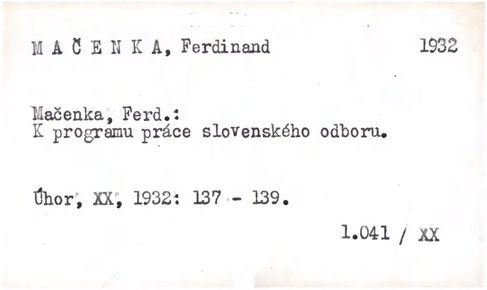 M A Č E N K A, Ferdinand 1932
Mačenka, Ferd.:
K programu práce slovenského odboru.
Úhor, XX, 1932: 137 - 139.
1.041 / XX